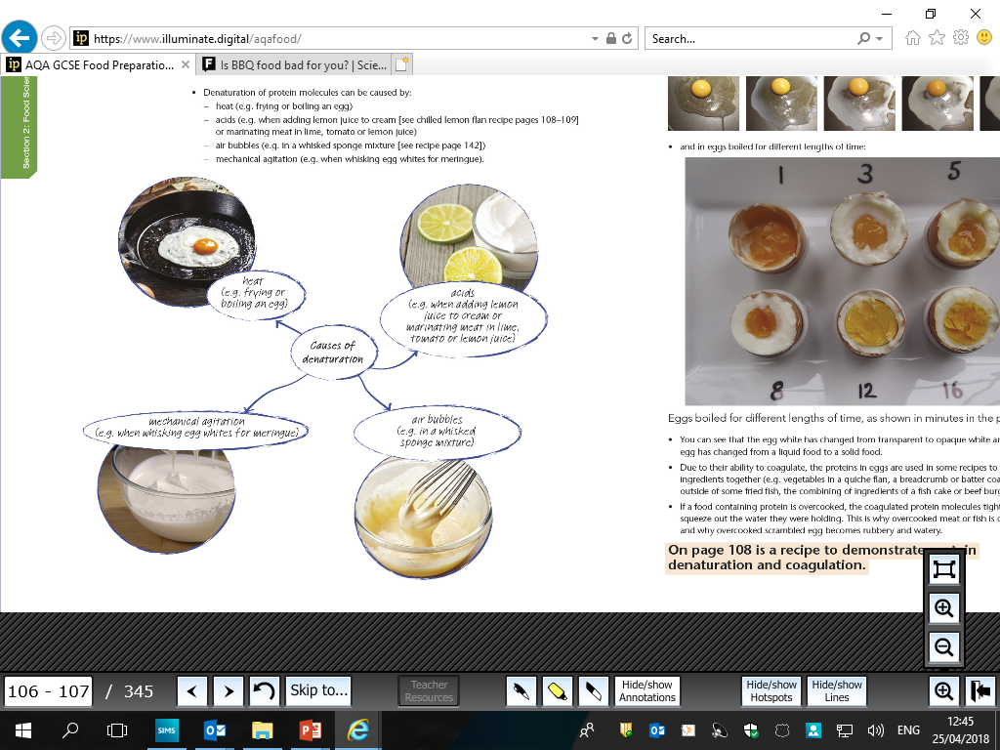 https://www.illuminate.digital/aqafood/
Search...
AQA GCSE Food Preparatio...
Is BBQ food bad for you? | Scie...
Section 2: Food Scie
• Denaturation of protein molecules can be caused by:
– heat (e.g. frying or boiling an egg)
– acids (e.g. when adding lemon juice to cream [see chilled lemon flan recipe pages 108–109]
or marinating meat in lime, tomato or lemon juice)
– air bubbles (e.g. in a whisked sponge mixture [see recipe page 142])
– mechanical agitation (e.g. when whisking egg whites for meringue).
heat
(e.g. frying or
boiling an egg)
acids
(e.g. when adding lemon
juice to cream or
marinating meat in lime,
tomato or lemon juice)
Causes of
denaturation
mechanical agitation
(e.g. when whisking egg whites for meringue)
air bubbles
(e.g. in a whisked
sponge mixture)
• and in eggs boiled for different lengths of time:
1 3 5
8 12 16
Eggs boiled for different lengths of time, as shown in minutes in the p
• You can see that the egg white has changed from transparent to opaque white an
egg has changed from a liquid food to a solid food.
• Due to their ability to coagulate, the proteins in eggs are used in some recipes to
ingredients together (e.g. vegetables in a quiche flan, a breadcrumb or batter coa
outside of some fried fish, the combining of ingredients of a fish cake or beef burg
• If a food containing protein is overcooked, the coagulated protein molecules tight
squeeze out the water they were holding. This is why overcooked meat or fish is
and why overcooked scrambled egg becomes rubbery and watery.
On page 108 is a recipe to demonstrate in
denaturation and coagulation.
106 - 107 / 345
Skip to...
Teacher
Resources
Hide/show
Annotations
Hide/show
Hotspots
Hide/show
Lines
SIMS
ENG
12:45
25/04/2018